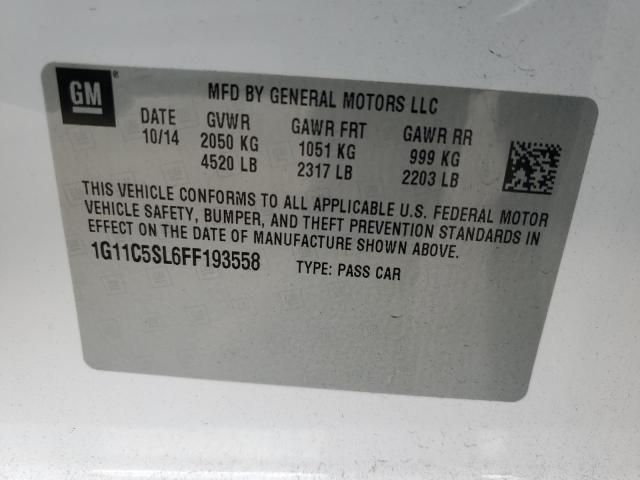 GM ®
MFD BY GENERAL MOTORS LLC
DATE GVWR GAWR FRT GAWR RR
10/14 2050 KG 1051 KG 999 KG
4520 LB 2317 LB 2203 LB
THIS VEHICLE CONFORMS TO ALL APPLICABLE U.S. FEDERAL MOTOR
VEHICLE SAFETY, BUMPER, AND THEFT PREVENTION STANDARDS IN
EFFECT ON THE DATE OF MANUFACTURE SHOWN ABOVE.
1G11C5SL6FF193558 TYPE: PASS CAR